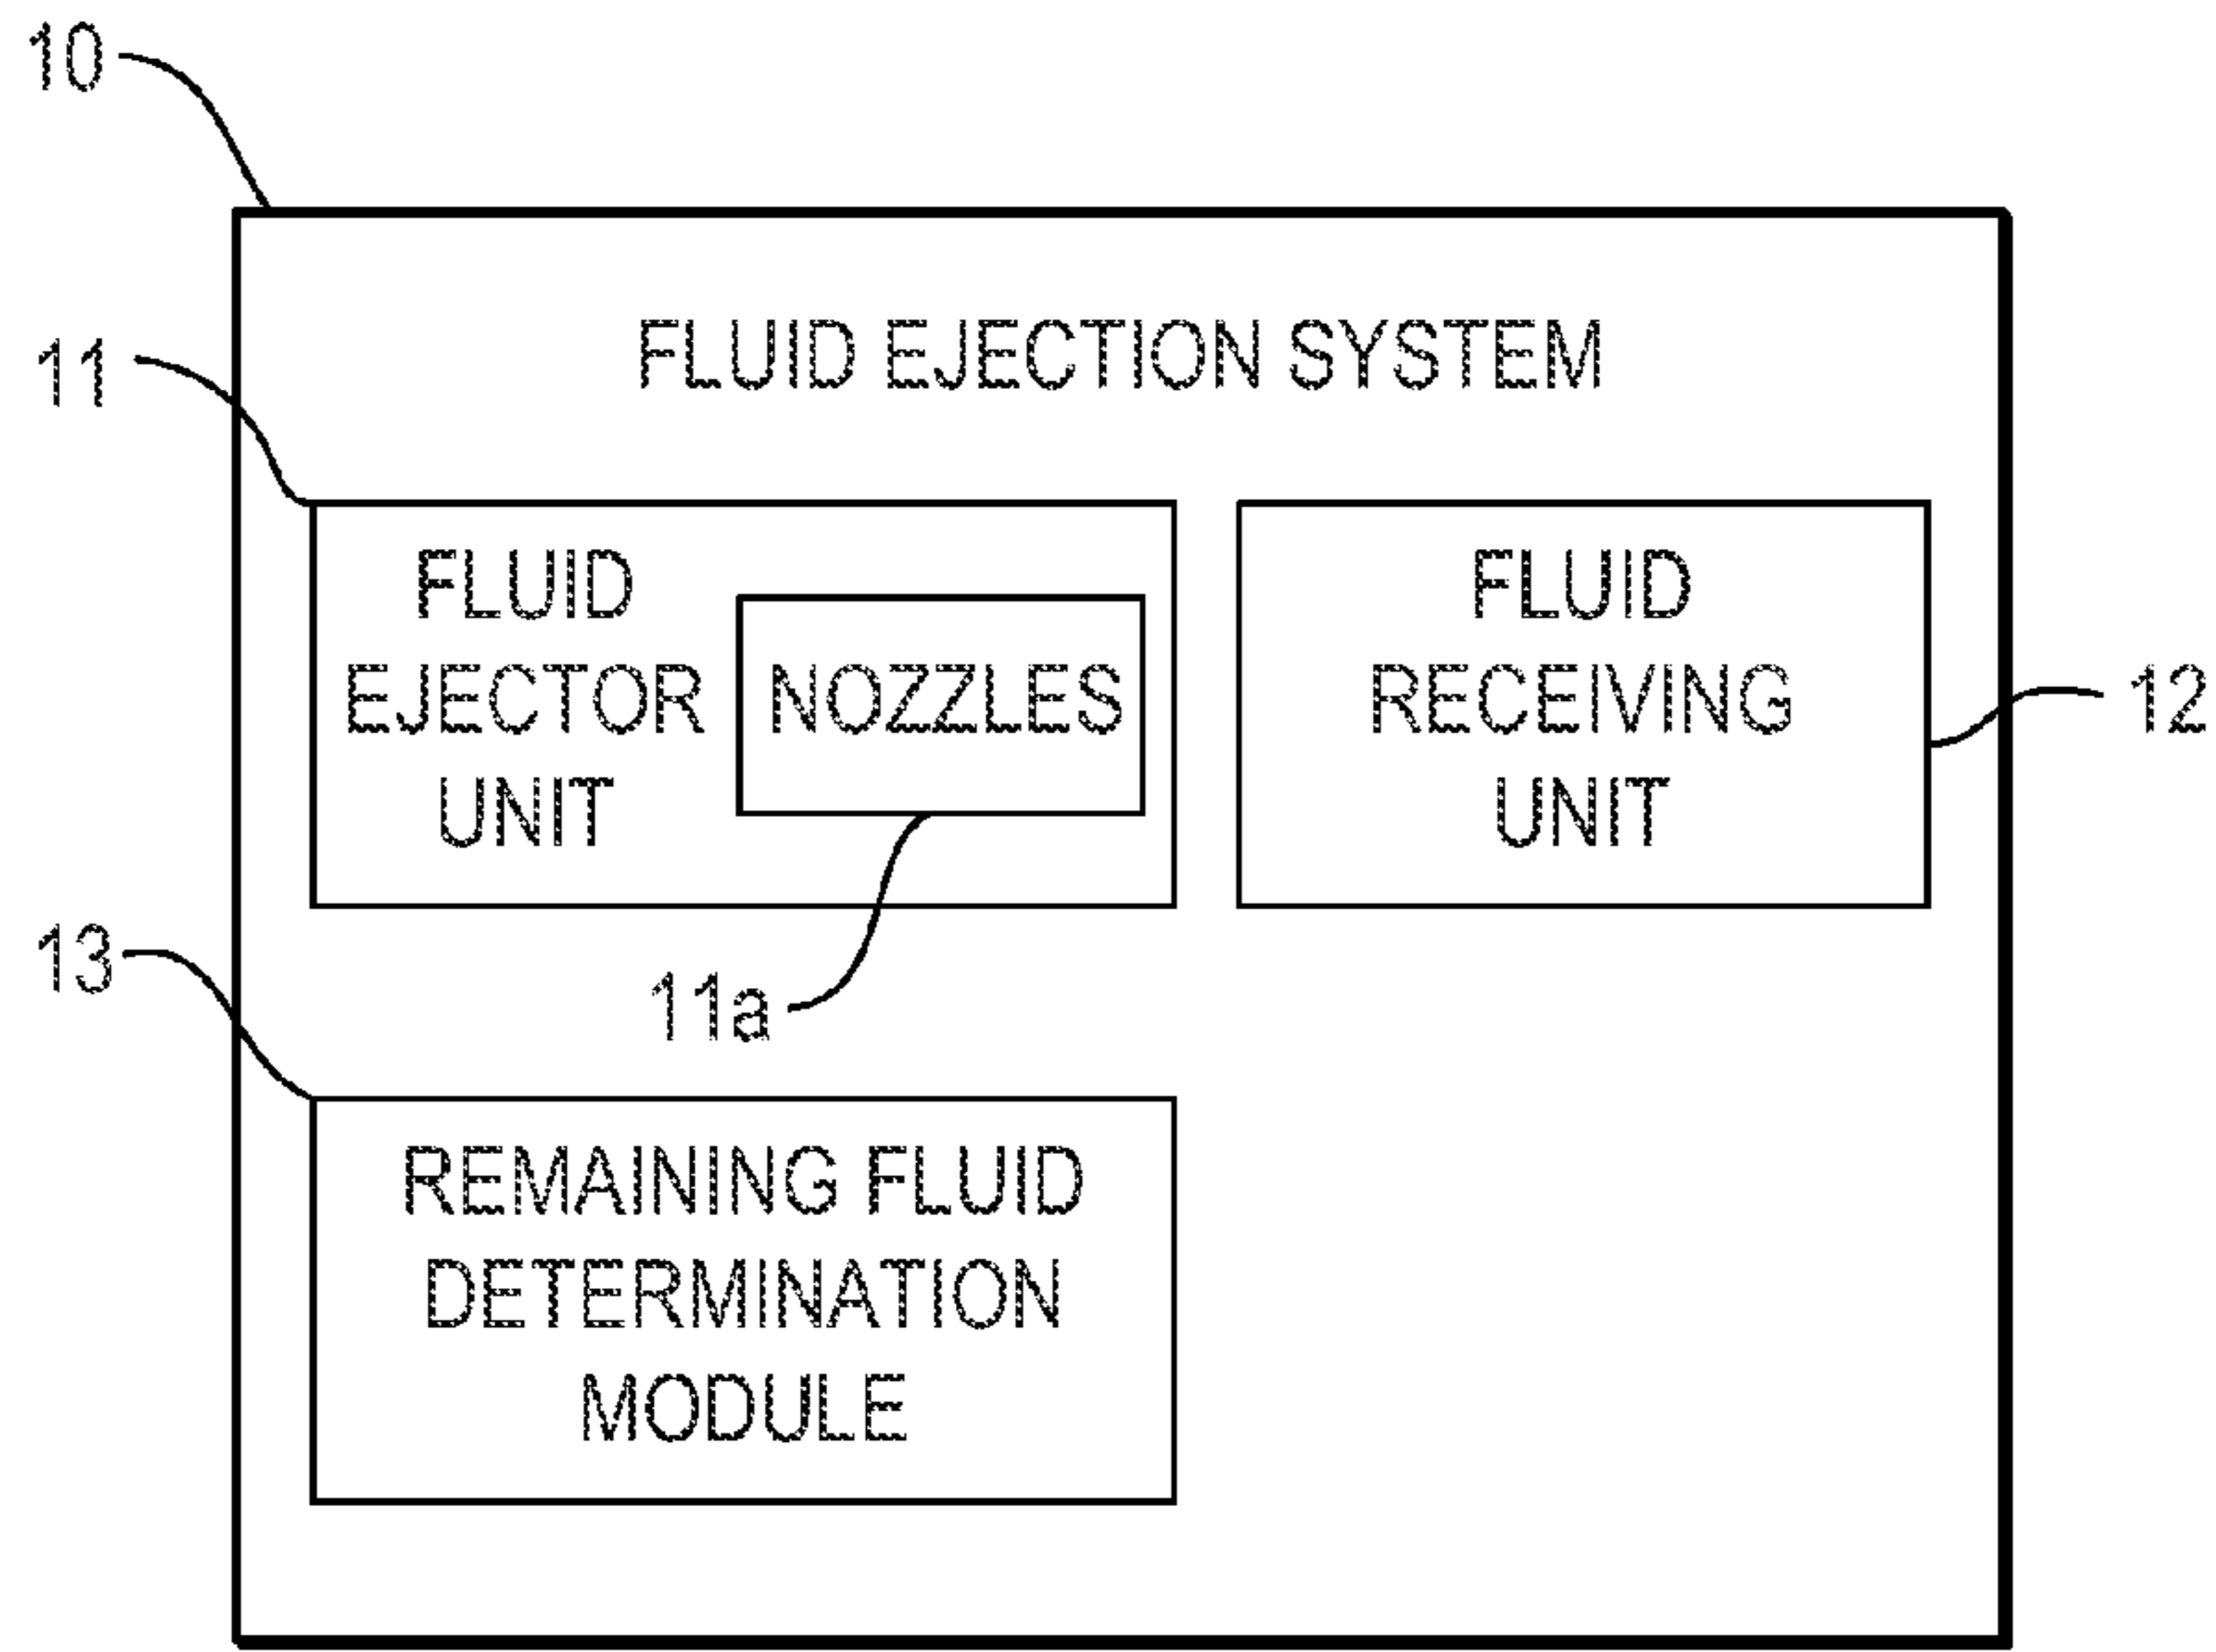 10
FLUID EJECTION SYSTEM
11
FLUID
EJECTOR
UNIT
NOZZLES
11a
FLUID
RECEIVING
UNIT
12
13
REMAINING FLUID
DETERMINATION
MODULE